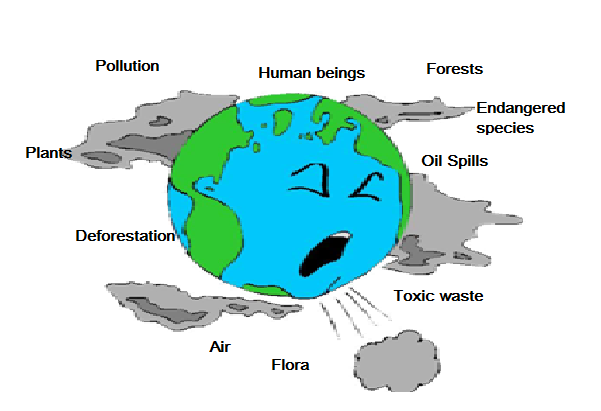 Pollution
Human beings
Forests
Endangered
species
Plants
Oil Spills
Deforestation
Toxic waste
Air
Flora